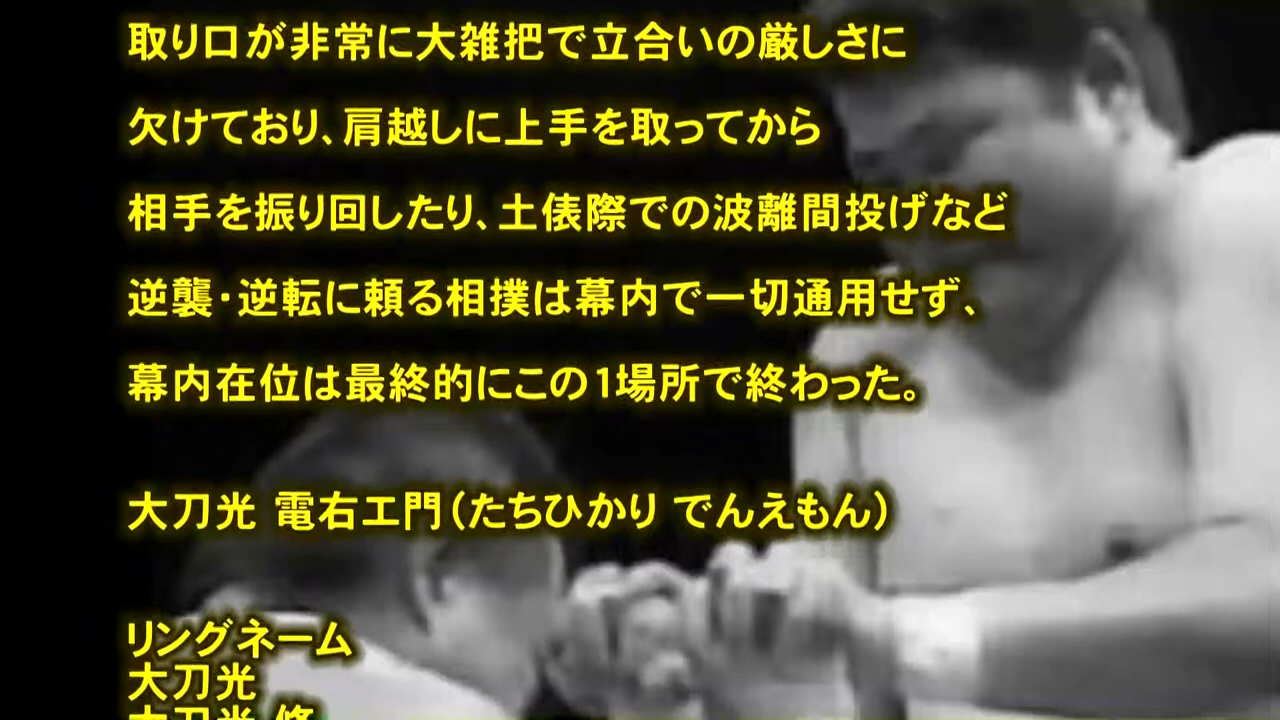 取り口が非常に大雑把で立合いの厳しさに
欠けており、肩越しに上手を取ってから
相手を振り回したり、土俵際での波離間投げなど
逆襲・逆転に頼る相撲は幕内で一切通用せず、
幕内在位は最終的にこの1場所で終わった。
大刀光 電右エ門(たちひかり でんえもん)
リングネーム
大刀光
大刀光 修